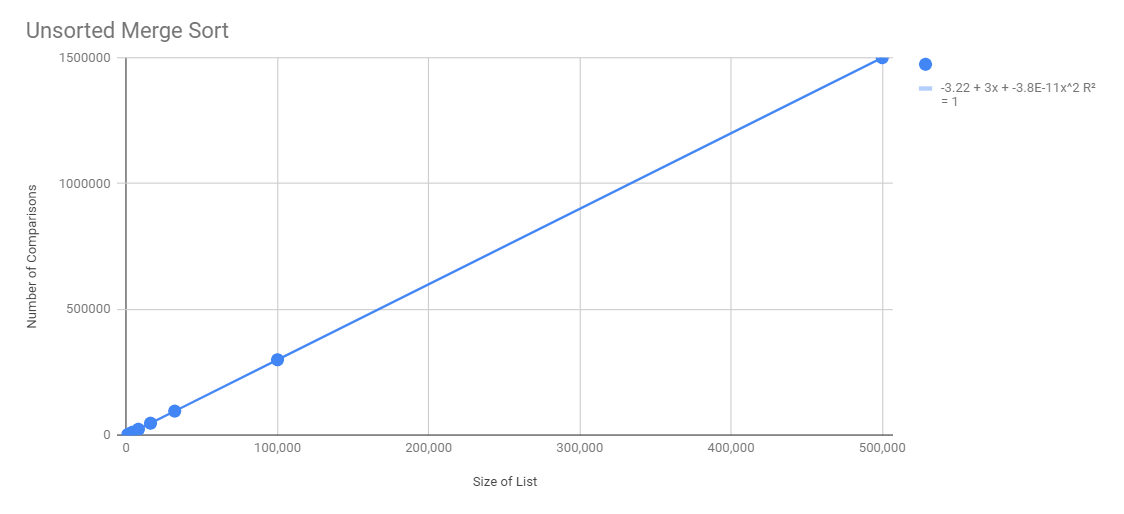 Unsorted Merge Sort
1500000
1000000
500000
0
Number of Comparisons
0 100,000 200,000 300,000 400,000 500,000
Size of List
-3.22 + 3x + -3.8E-11x^2 R²
= 1